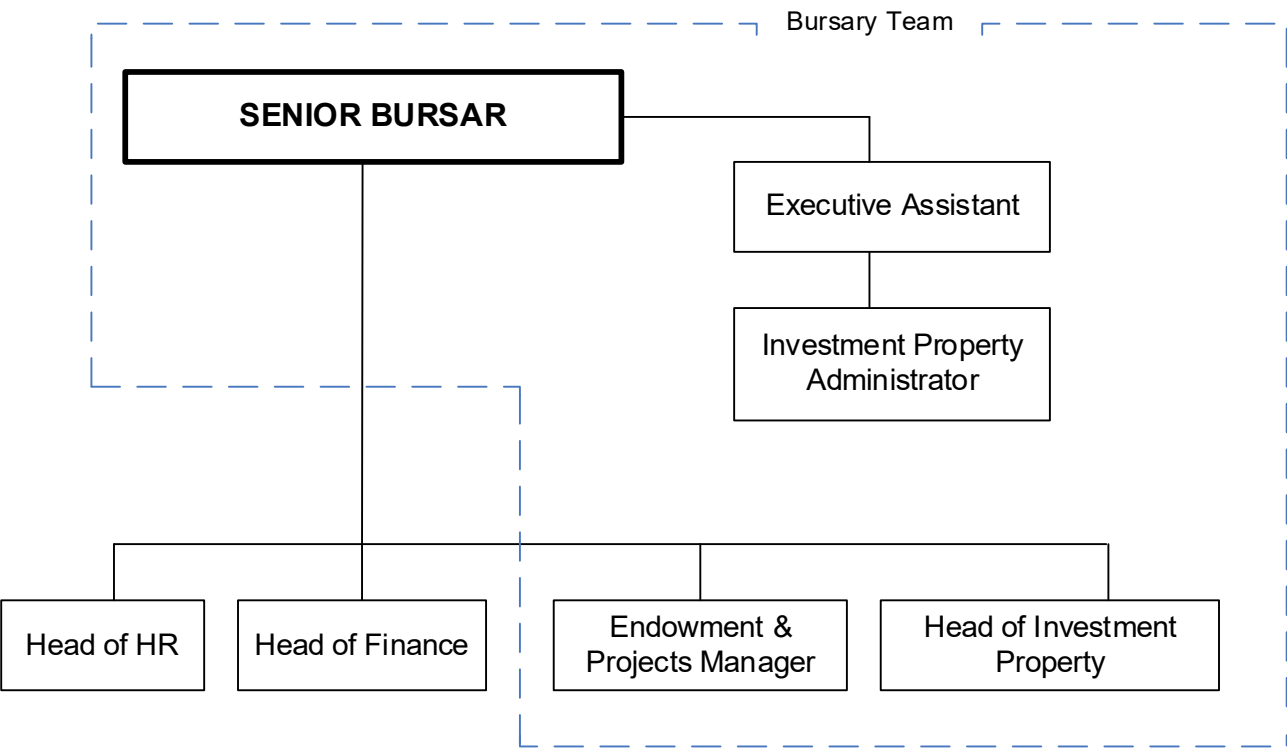 Bursary Team
SENIOR BURSAR
Executive Assistant
Investment Property
Administrator
Head of HR
Head of Finance
Endowment &
Projects Manager
Head of Investment
Property